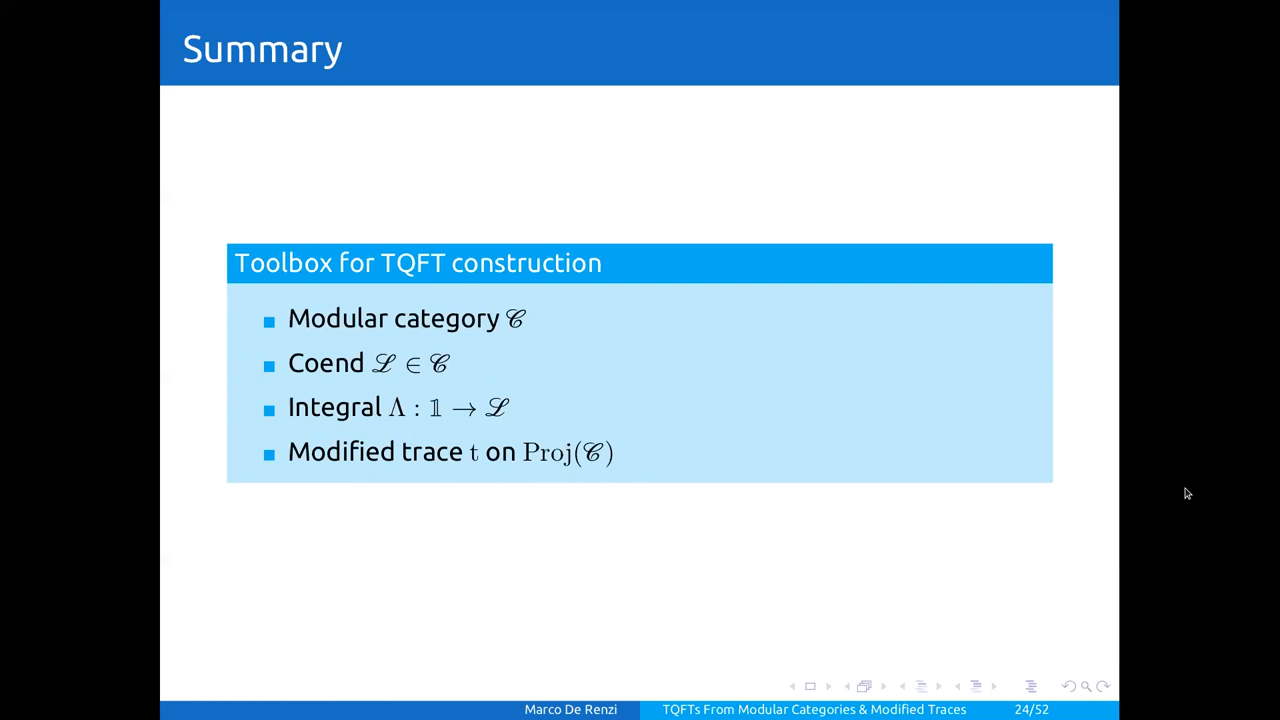 Summary
Toolbox for TQFT construction
Modular category 𝒞
Coend ℒ ∈ 𝒞
Integral Λ : 𝟙 → ℒ
Modified trace t on Proj(𝒞)
Marco De Renzi TQFTs From Modular Categories & Modified Traces 24/52